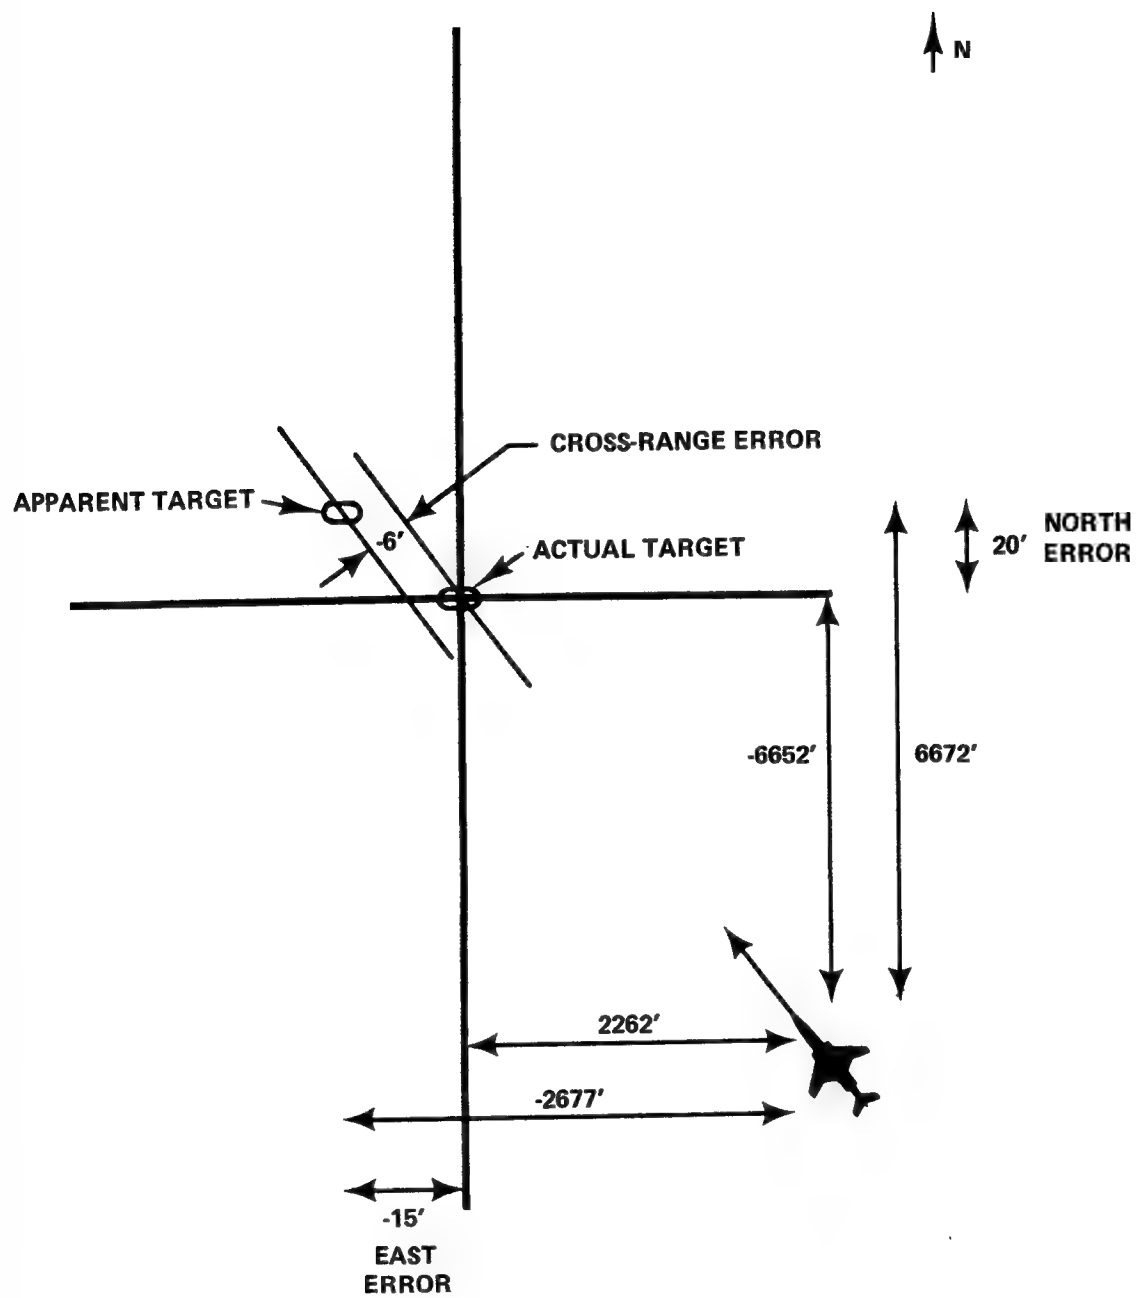 N
CROSS-RANGE ERROR
APPARENT TARGET
-6'
ACTUAL TARGET
20'
NORTH
ERROR
-6652'
6672'
2262'
-2677'
-15'
EAST
ERROR